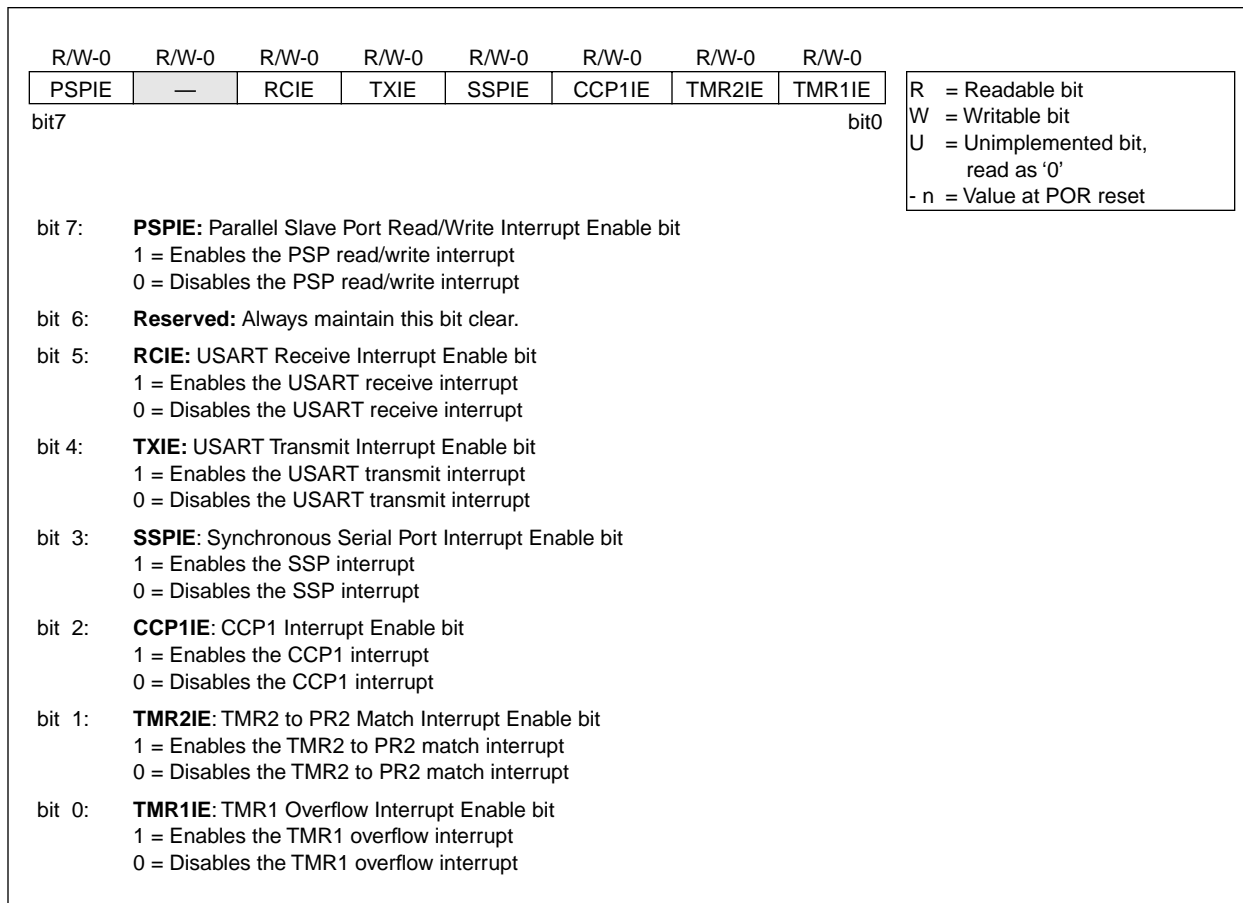 R/W-0 R/W-0 R/W-0 R/W-0 R/W-0 R/W-0 R/W-0 R/W-0
PSPIE — RCIE TXIE SSPIE CCP1IE TMR2IE TMR1IE
bit7 bit0
R = Readable bit
W = Writable bit
U = Unimplemented bit,
read as ‘0’
- n = Value at POR reset
bit 7: PSPIE: Parallel Slave Port Read/Write Interrupt Enable bit
1 = Enables the PSP read/write interrupt
0 = Disables the PSP read/write interrupt
bit 6: Reserved: Always maintain this bit clear.
bit 5: RCIE: USART Receive Interrupt Enable bit
1 = Enables the USART receive interrupt
0 = Disables the USART receive interrupt
bit 4: TXIE: USART Transmit Interrupt Enable bit
1 = Enables the USART transmit interrupt
0 = Disables the USART transmit interrupt
bit 3: SSPIE: Synchronous Serial Port Interrupt Enable bit
1 = Enables the SSP interrupt
0 = Disables the SSP interrupt
bit 2: CCP1IE: CCP1 Interrupt Enable bit
1 = Enables the CCP1 interrupt
0 = Disables the CCP1 interrupt
bit 1: TMR2IE: TMR2 to PR2 Match Interrupt Enable bit
1 = Enables the TMR2 to PR2 match interrupt
0 = Disables the TMR2 to PR2 match interrupt
bit 0: TMR1IE: TMR1 Overflow Interrupt Enable bit
1 = Enables the TMR1 overflow interrupt
0 = Disables the TMR1 overflow interrupt